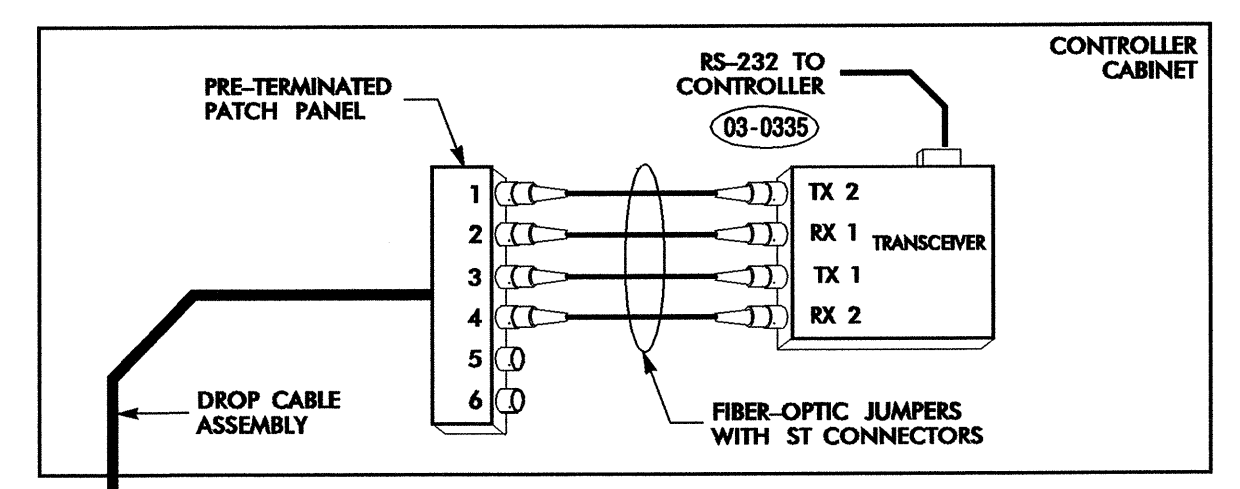 CONTROLLER
CABINET
RS–232 TO
CONTROLLER
03-0335
PRE–TERMINATED
PATCH PANEL
1
2
3
4
5
6
TX 2
RX 1
TX 1
RX 2
TRANSCEIVER
DROP CABLE
ASSEMBLY
FIBER–OPTIC JUMPERS
WITH ST CONNECTORS